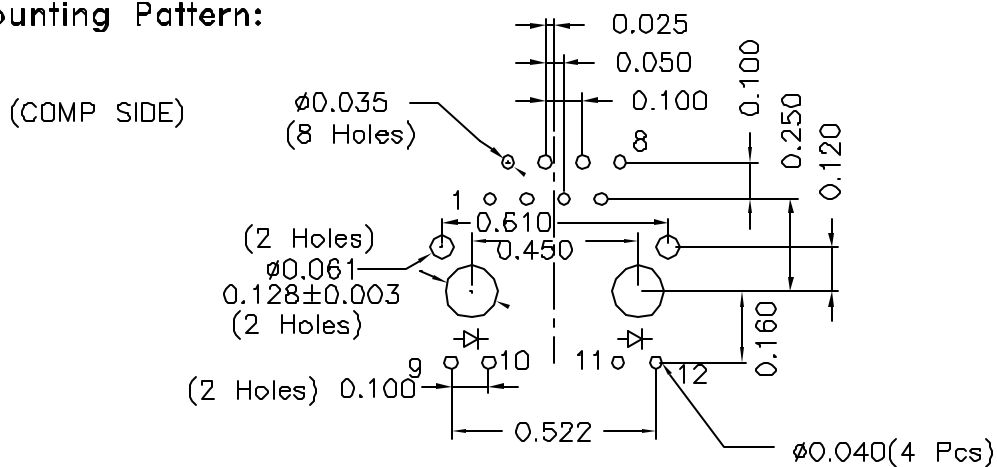 ounting Pattern:
0.025
0.050
0.100
(COMP SIDE)
ø0.035
(8 Holes)
0.100
0.250
0.120
8
1
0.610
(2 Holes)
0.450
ø0.061
0.128±0.003
(2 Holes)
0.160
9
10
11
12
(2 Holes) 0.100
0.522
ø0.040(4 Pcs)